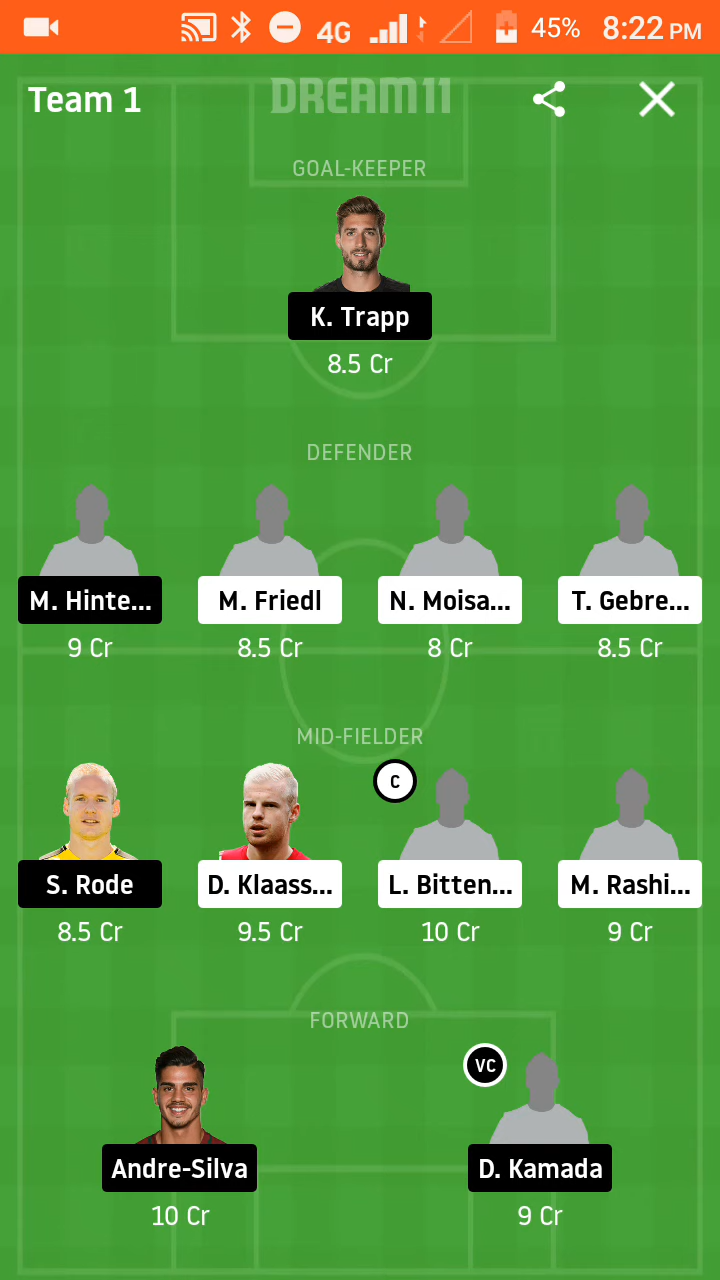 4G 45% 8:22 PM
Team 1 DREAM11
GOAL-KEEPER
K. Trapp
8.5 Cr
DEFENDER
M. Hinte... M. Friedl N. Moisa... T. Gebre...
9 Cr 8.5 Cr 8 Cr 8.5 Cr
MID-FIELDER
C
S. Rode D. Klaass... L. Bitten... M. Rashi...
8.5 Cr 9.5 Cr 10 Cr 9 Cr
FORWARD
VC
Andre-Silva D. Kamada
10 Cr 9 Cr